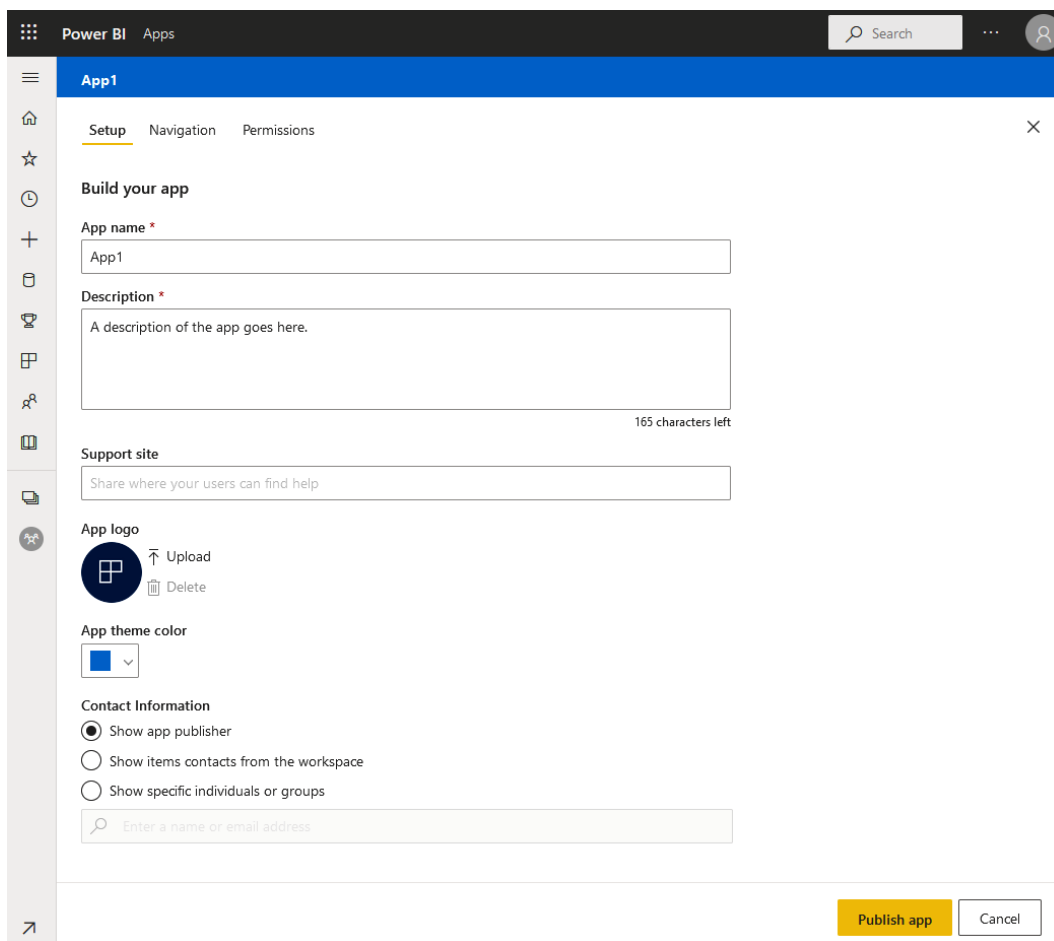 Power BI Apps Search ...
App1
Setup Navigation Permissions
Build your app
App name *
App1
Description *
A description of the app goes here.
165 characters left
Support site
Share where your users can find help
App logo
Upload
Delete
App theme color
Contact Information
Show app publisher
Show items contacts from the workspace
Show specific individuals or groups
Enter a name or email address
Publish app Cancel